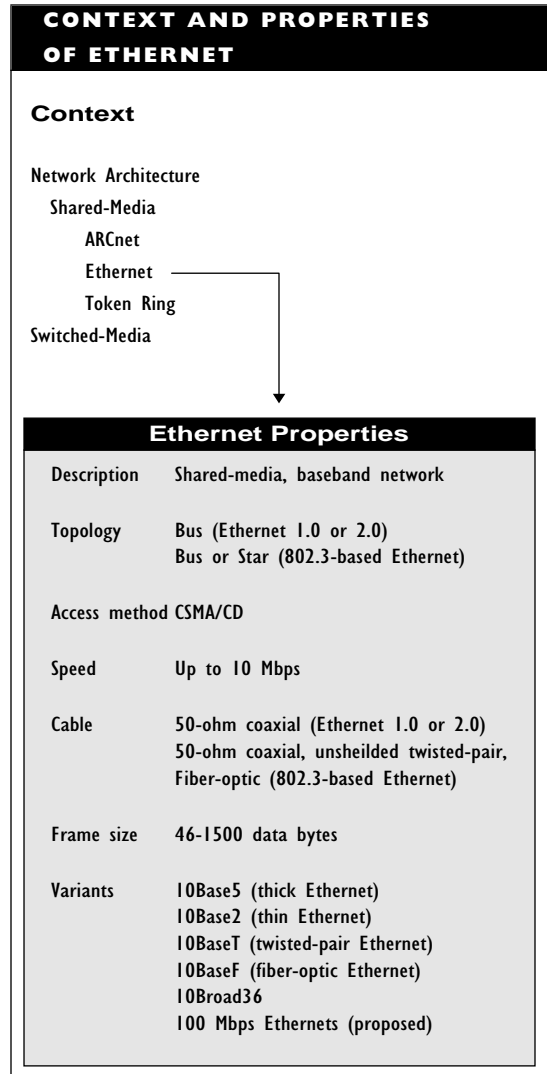 CONTEXT AND PROPERTIES
OF ETHERNET
Context
Network Architecture
Shared-Media
ARCnet
Ethernet
Token Ring
Switched-Media
Ethernet Properties
Description Shared-media, baseband network
Topology Bus (Ethernet 1.0 or 2.0)
Bus or Star (802.3-based Ethernet)
Access method CSMA/CD
Speed Up to 10 Mbps
Cable 50-ohm coaxial (Ethernet 1.0 or 2.0)
50-ohm coaxial, unsheilded twisted-pair,
Fiber-optic (802.3-based Ethernet)
Frame size 46-1500 data bytes
Variants 10Base5 (thick Ethernet)
10Base2 (thin Ethernet)
10BaseT (twisted-pair Ethernet)
10BaseF (fiber-optic Ethernet)
10Broad36
100 Mbps Ethernets (proposed)